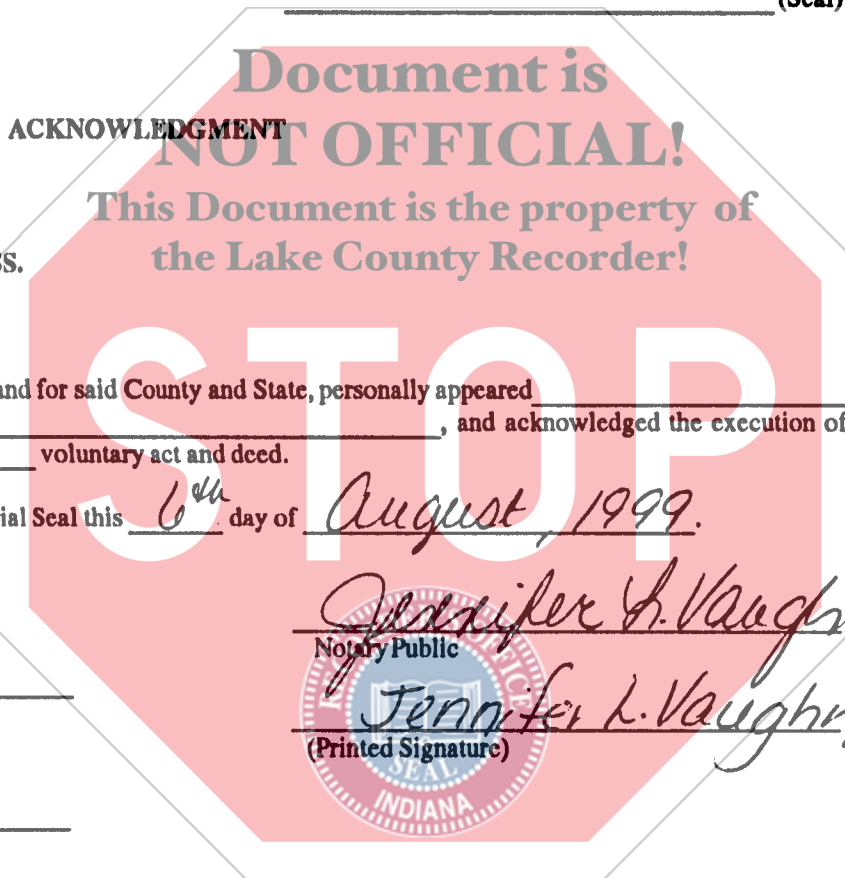 (Seal)
Document is
ACKNOWLEDGMENT
NOT OFFICIAL!
This Document is the property of
the Lake County Recorder!
SS.
STOP
and for said County and State, personally appeared
, and acknowledged the execution of
voluntary act and deed.
rial Seal this 6th day of August, 1999.
Jennifer L. Vaughn
Notary Public
Jennifer L. Vaughn
(Printed Signature)
SEAL
INDIANA